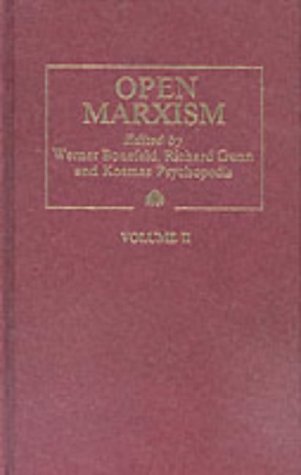 OPEN
MARXISM
Edited by
Werner Bonefeld, Richard Gunn
and Kosmas Psychopedis
VOLUME II